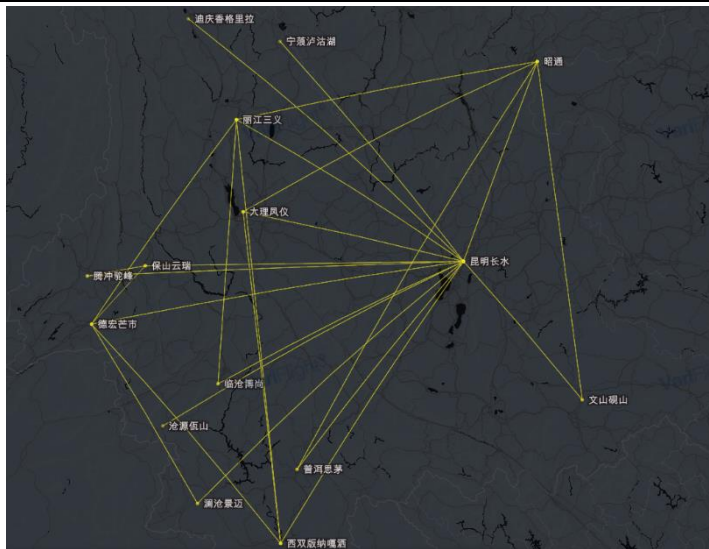 迪庆香格里拉
宁蒗泸沽湖
昭通
丽江三义
大理凤仪
昆明长水
保山云瑞
腾冲驼峰
德宏芒市
临沧博尚
文山砚山
沧源佤山
普洱思茅
澜沧景迈
西双版纳嘎洒